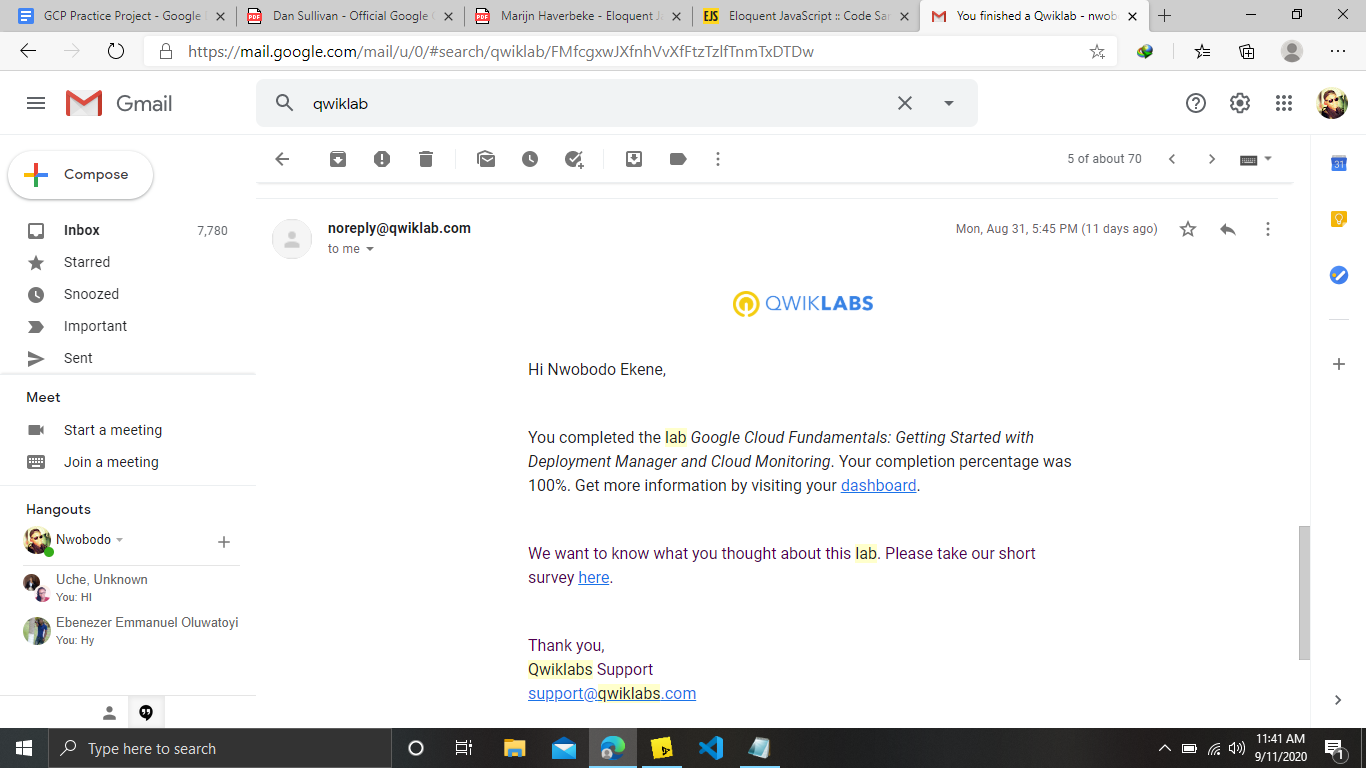 GCP Practice Project - Google
Dan Sullivan - Official Google
Marijn Haverbeke - Eloquent Ja
Eloquent JavaScript :: Code Sa
You finished a Qwiklab - nwob
https://mail.google.com/mail/u/0/#search/qwiklab/FMfcgxwJXfnhVvXfFtzTzlfTnmTxDTDw
Gmail
qwiklab
Compose
5 of about 70
Inbox 7,780
Starred
Snoozed
Important
Sent
Meet
Start a meeting
Join a meeting
Hangouts
Nwobodo
Uche, Unknown
You: HI
Ebenezer Emmanuel Oluwatoyi
You: Hy
noreply@qwiklab.com
Mon, Aug 31, 5:45 PM (11 days ago)
to me
QWIKLABS
Hi Nwobodo Ekene,
You completed the lab Google Cloud Fundamentals: Getting Started with
Deployment Manager and Cloud Monitoring. Your completion percentage was
100%. Get more information by visiting your dashboard.
We want to know what you thought about this lab. Please take our short
survey here.
Thank you,
Qwiklabs Support
support@qwiklabs.com
31
Type here to search
11:41 AM
9/11/2020
1